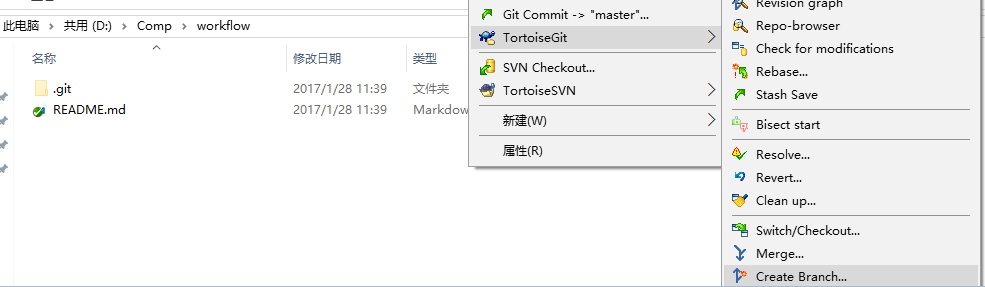 此电脑 > 共用 (D:) > Comp > workflow
名称 修改日期 类型
.git 2017/1/28 11:39 文件夹
README.md 2017/1/28 11:39 Markdow
Git Commit -> "master"...
TortoiseGit
SVN Checkout...
TortoiseSVN
新建(W)
属性(R)
Revision graph
Repo-browser
Check for modifications
Rebase...
Stash Save
Bisect start
Resolve...
Revert...
Clean up...
Switch/Checkout...
Merge...
Create Branch...